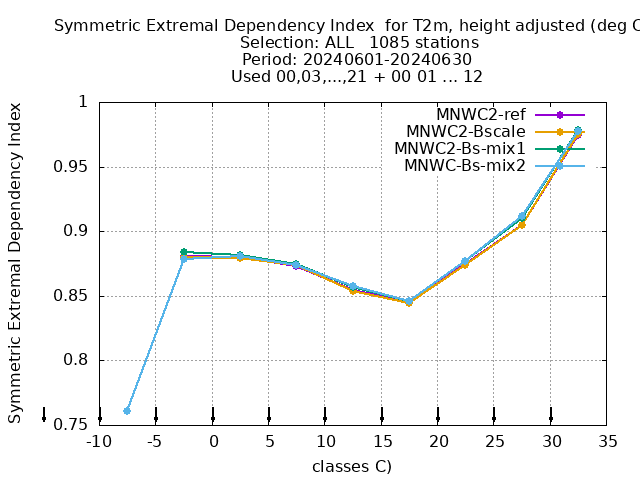 Symmetric Extremal Dependency Index  for T2m, height adjusted (deg C
Selection: ALL   1085 stations
Period: 20240601-20240630
Used 00,03,...,21 + 00 01 ... 12
Symmetric Extremal Dependency Index
1
0.95
0.9
0.85
0.8
0.75
MNWC2-ref
MNWC2-Bscale
MNWC2-Bs-mix1
MNWC-Bs-mix2
-10 -5 0 5 10 15 20 25 30 35
classes C)